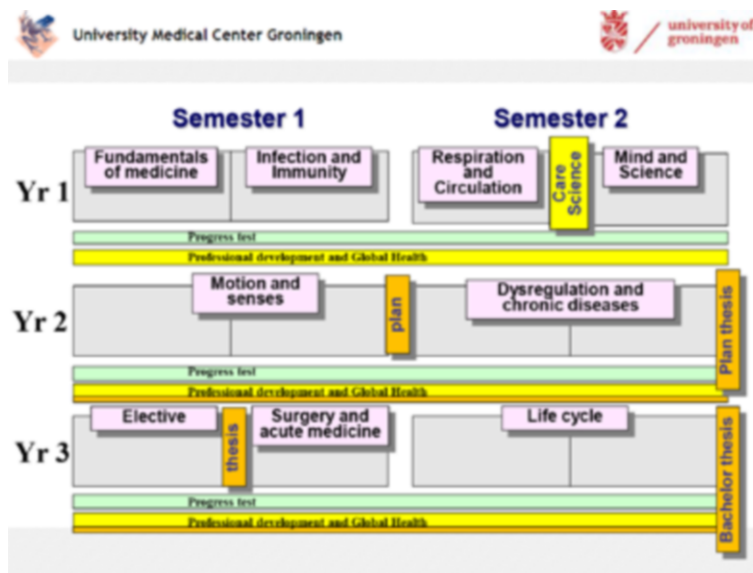 University Medical Center Groningen
university of
groningen
Semester 1
Semester 2
Yr 1
Fundamentals
of medicine
Infection and
Immunity
Respiration
and
Circulation
Care
Science
Mind and
Science
Progress test
Professional development and Global Health
Yr 2
Motion and
senses
plan
Dysregulation and
chronic diseases
Plan thesis
Progress test
Professional development and Global Health
Yr 3
Elective
thesis
Surgery and
acute medicine
Life cycle
Bachelor thesis
Progress test
Professional development and Global Health